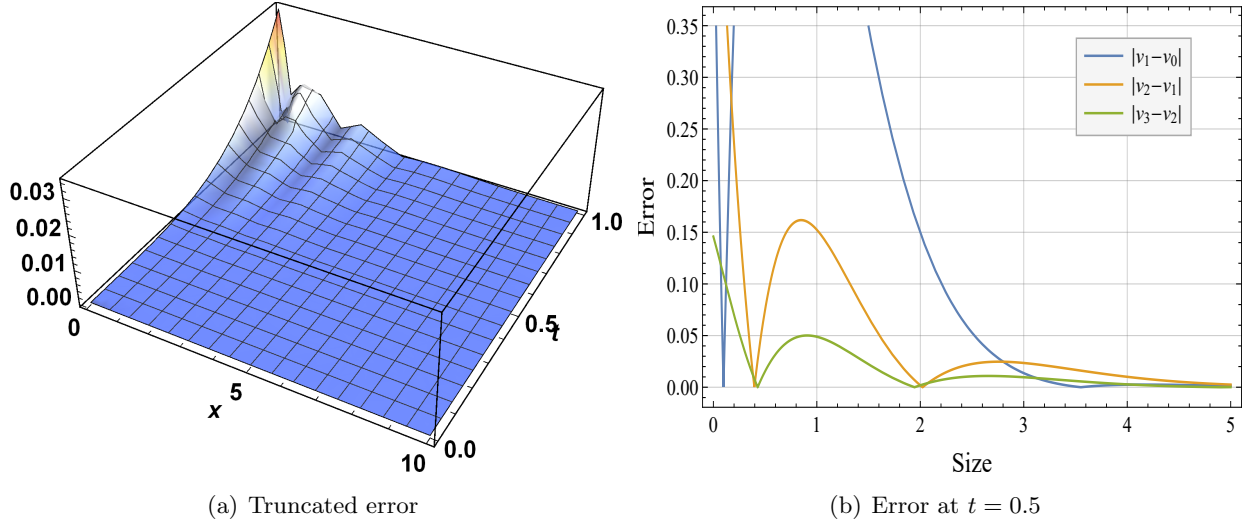 0.03
0.02
0.01
0.00
0
5
10
x
0.0
0.5
1.0
t
(a) Truncated error
0.35
0.30
0.25
0.20
0.15
0.10
0.05
0.00
Error
0 1 2 3 4 5
Size
|v₁−v₀|
|v₂−v₁|
|v₃−v₂|
(b) Error at t = 0.5